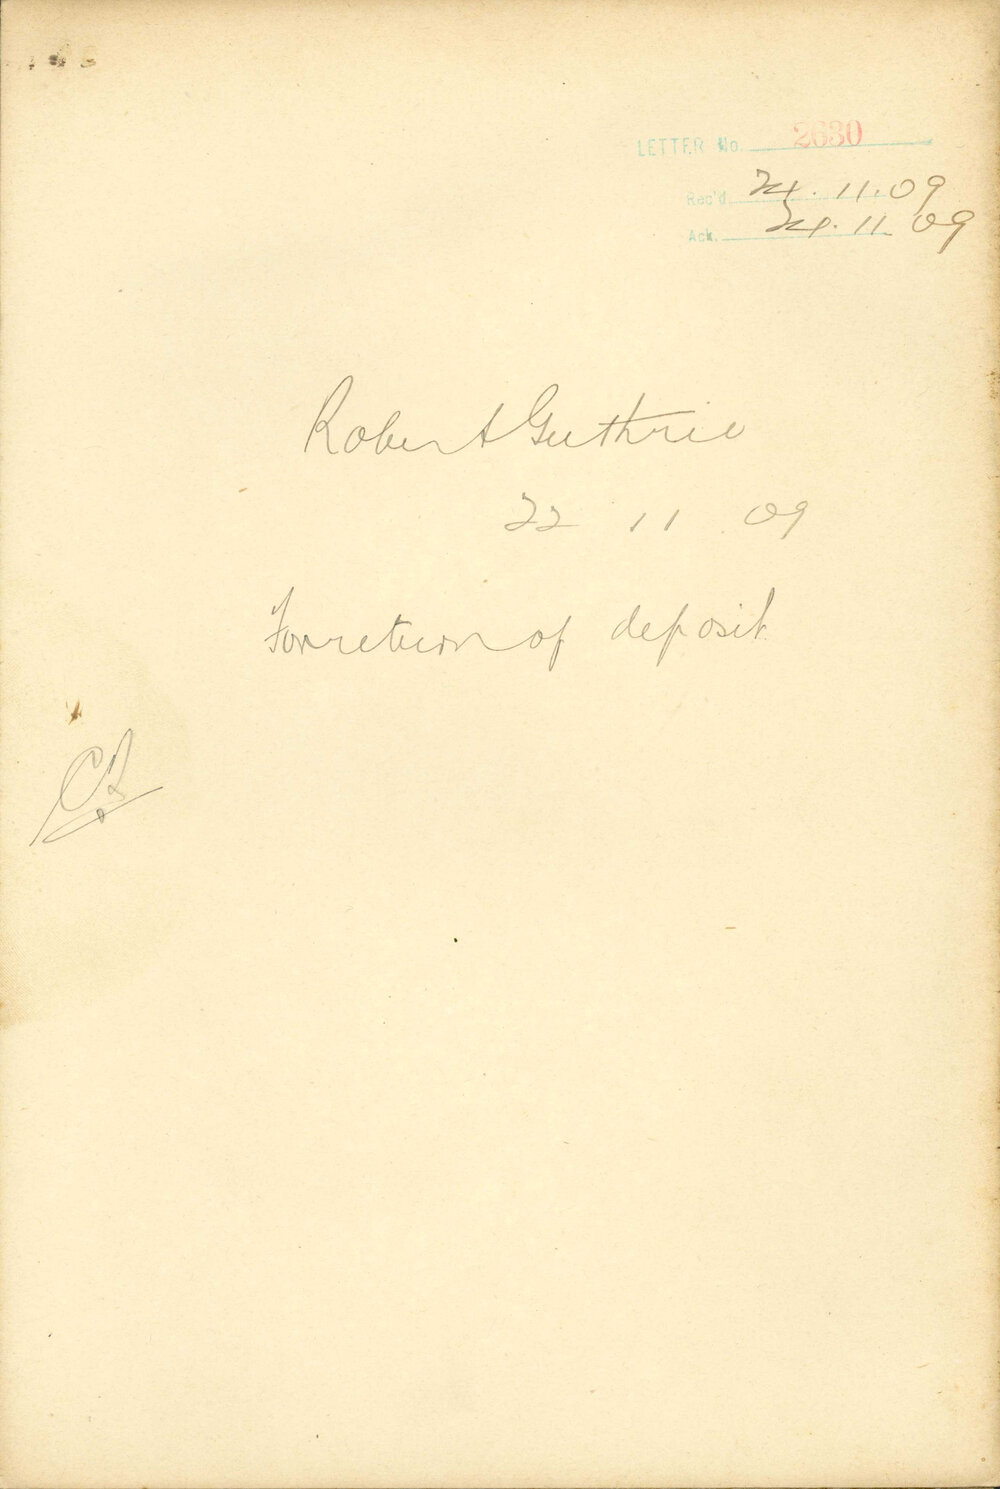 LETTER No. 2630
Rec'd 24.11.09
Ack. 24.11 09
Robert Guthrie
22 11 09
For return of deposit